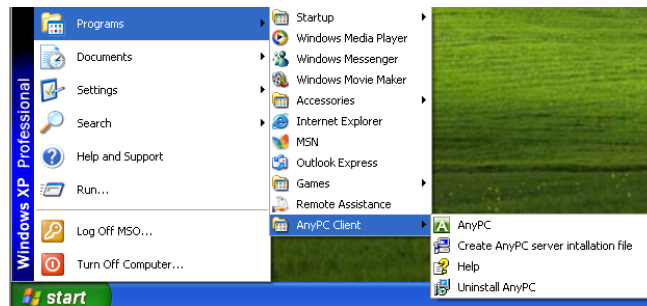 Windows XP Professional
Programs
Documents
Settings
Search
Help and Support
Run...
Log Off MSO...
Turn Off Computer...
Startup
Windows Media Player
Windows Messenger
Windows Movie Maker
Accessories
Internet Explorer
MSN
Outlook Express
Games
Remote Assistance
AnyPC Client
AnyPC
Create AnyPC server intallation file
Help
Uninstall AnyPC
start